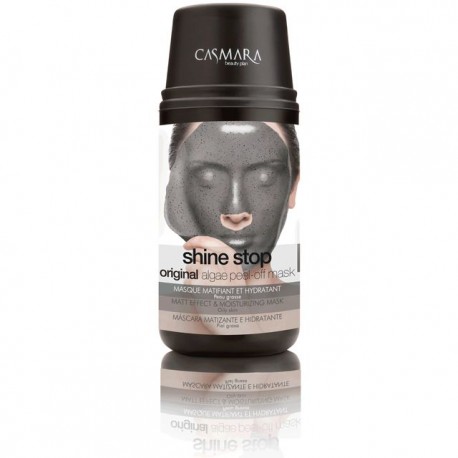 CASMARA
beauty plan
shine stop
original algae peel-off mask
MASQUE MATIFIANT ET HYDRATANT
Peau grasse
MATT EFFECT & MOISTURIZING MASK
Oily skin
MÁSCARA MATIZANTE E HIDRATANTE
Piel grasa